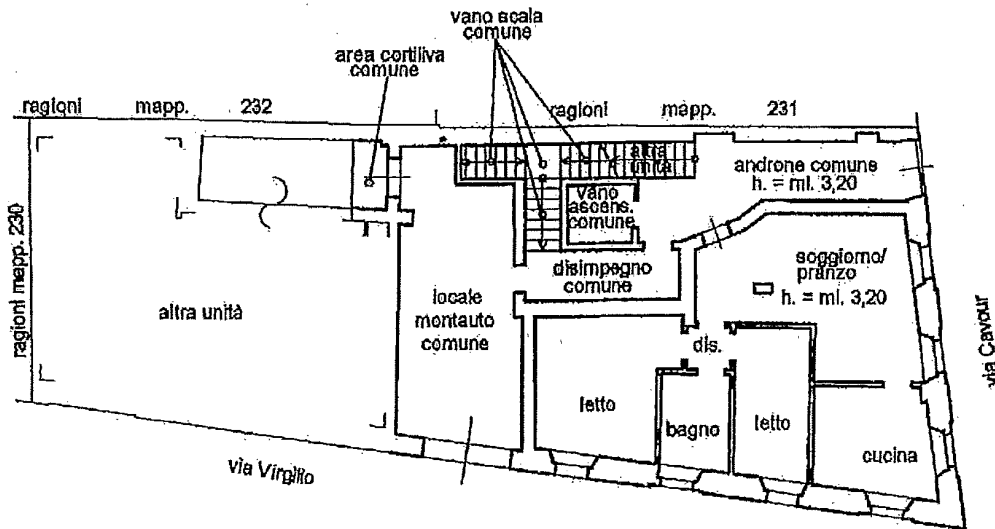 vano scala
comune
area cortiliva
comune
ragioni mapp. 232
ragioni mapp. 231
altra
unità
androne comune
h. = ml. 3,20
vano
ascens.
comune
disimpegno
comune
soggiorno/
pranzo
h. = ml. 3,20
ragioni mapp. 230
altra unità
locale
montauto
comune
dis.
via Cavour
letto
bagno
letto
cucina
via Virgilio